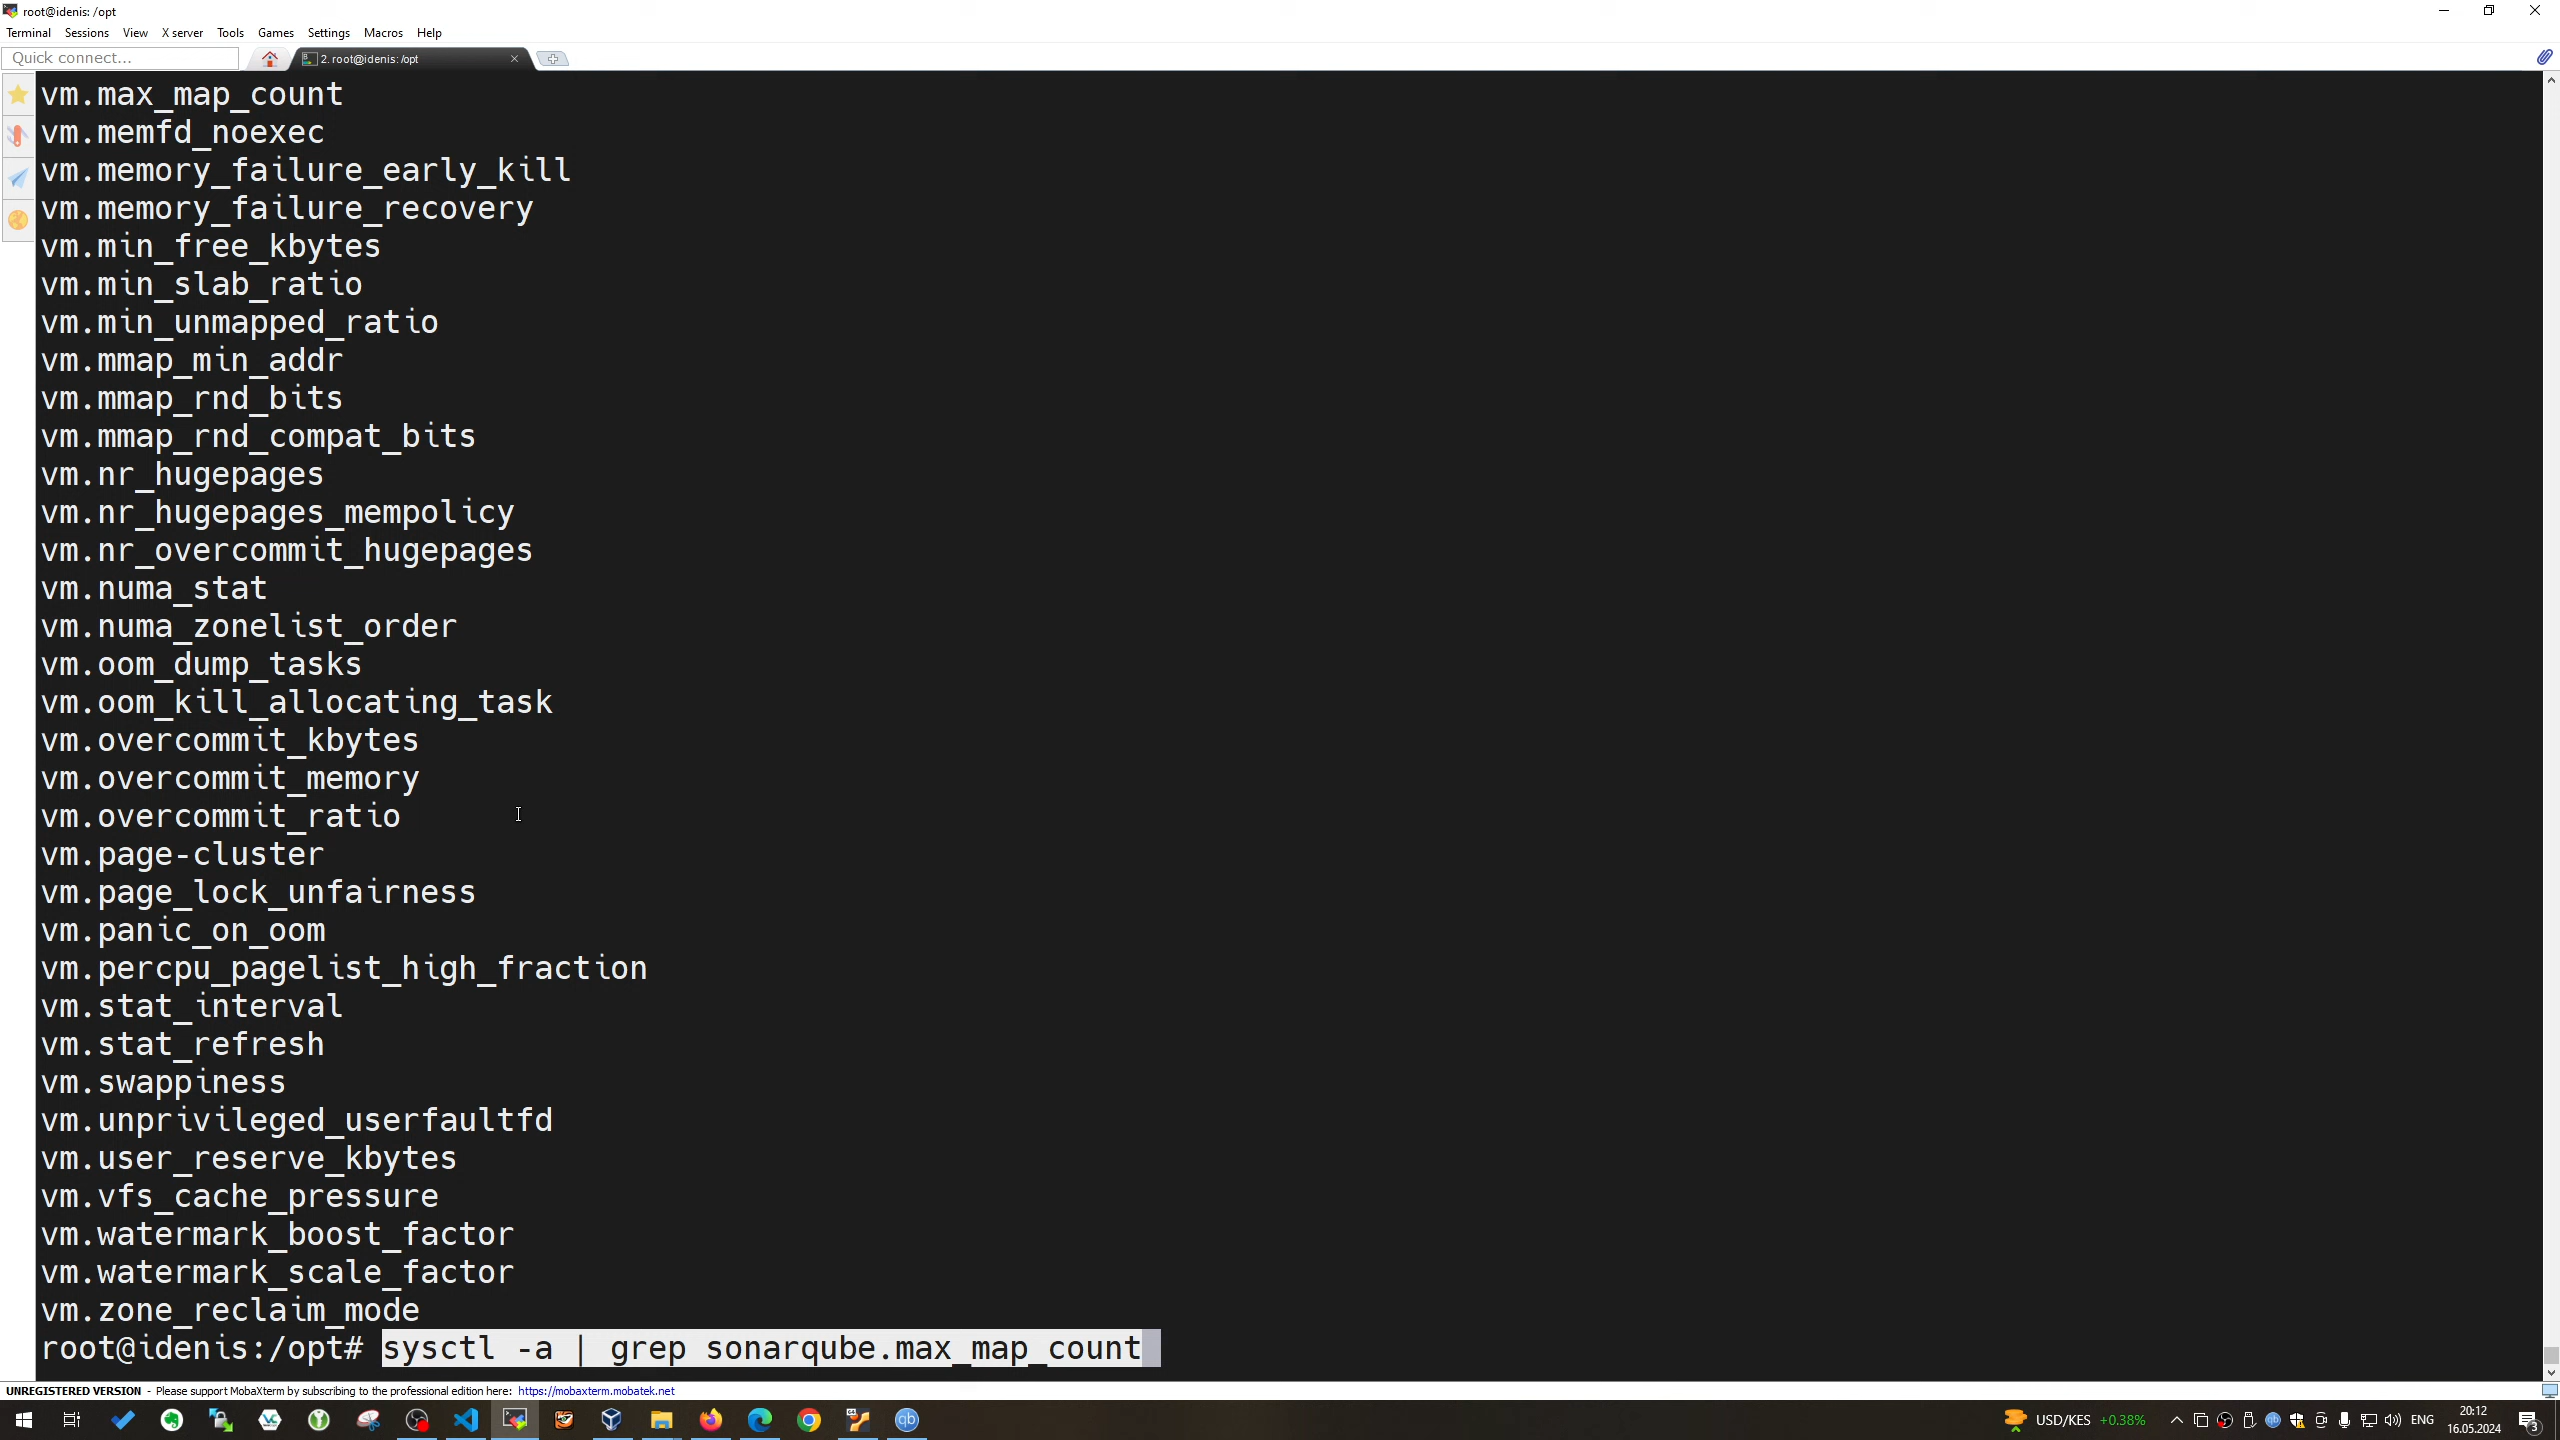 root@idenis: /opt
Terminal Sessions View X server Tools Games Settings Macros Help
Quick connect...
2. root@idenis: /opt
vm.max_map_count
vm.memfd_noexec
vm.memory_failure_early_kill
vm.memory_failure_recovery
vm.min_free_kbytes
vm.min_slab_ratio
vm.min_unmapped_ratio
vm.mmap_min_addr
vm.mmap_rnd_bits
vm.mmap_rnd_compat_bits
vm.nr_hugepages
vm.nr_hugepages_mempolicy
vm.nr_overcommit_hugepages
vm.numa_stat
vm.numa_zonelist_order
vm.oom_dump_tasks
vm.oom_kill_allocating_task
vm.overcommit_kbytes
vm.overcommit_memory
vm.overcommit_ratio
vm.page-cluster
vm.page_lock_unfairness
vm.panic_on_oom
vm.percpu_pagelist_high_fraction
vm.stat_interval
vm.stat_refresh
vm.swappiness
vm.unprivileged_userfaultfd
vm.user_reserve_kbytes
vm.vfs_cache_pressure
vm.watermark_boost_factor
vm.watermark_scale_factor
vm.zone_reclaim_mode
root@idenis:/opt# sysctl -a | grep sonarqube.max_map_count
UNREGISTERED VERSION - Please support MobaXterm by subscribing to the professional edition here: https://mobaxterm.mobatek.net
USD/KES +0.38% ENG 20:12
16.05.2024 3